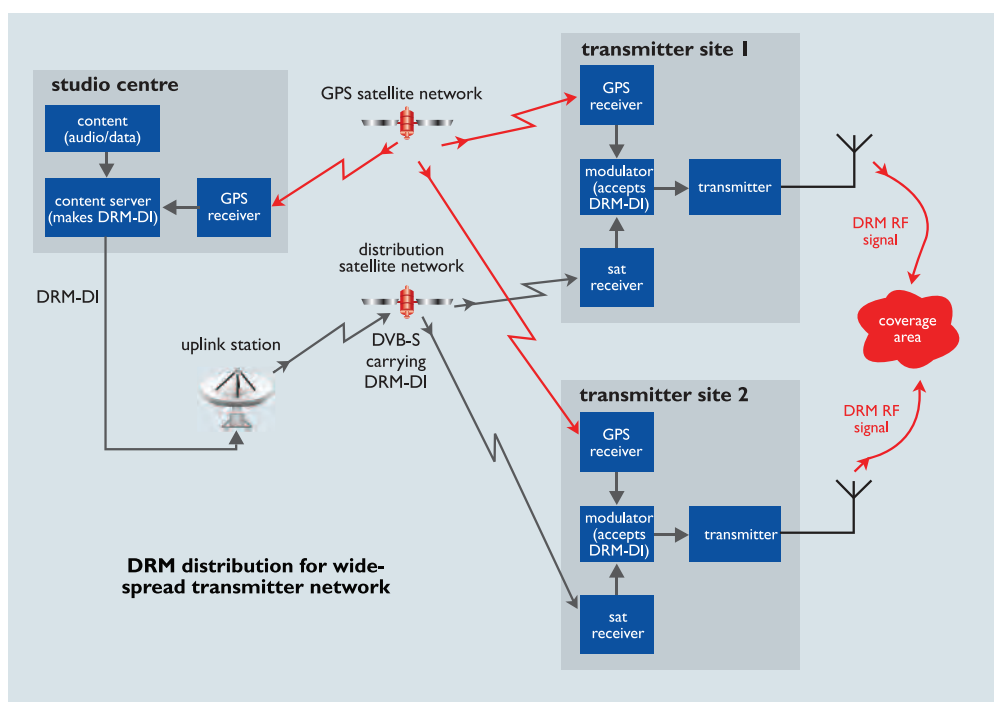 studio centre
content
(audio/data)
content server
(makes DRM-DI)
GPS
receiver
DRM-DI
uplink station
GPS satellite network
distribution
satellite network
DVB-S
carrying
DRM-DI
transmitter site 1
GPS
receiver
modulator
(accepts
DRM-DI)
transmitter
sat
receiver
DRM RF
signal
coverage
area
transmitter site 2
GPS
receiver
modulator
(accepts
DRM-DI)
transmitter
sat
receiver
DRM RF
signal
DRM distribution for wide-
spread transmitter network